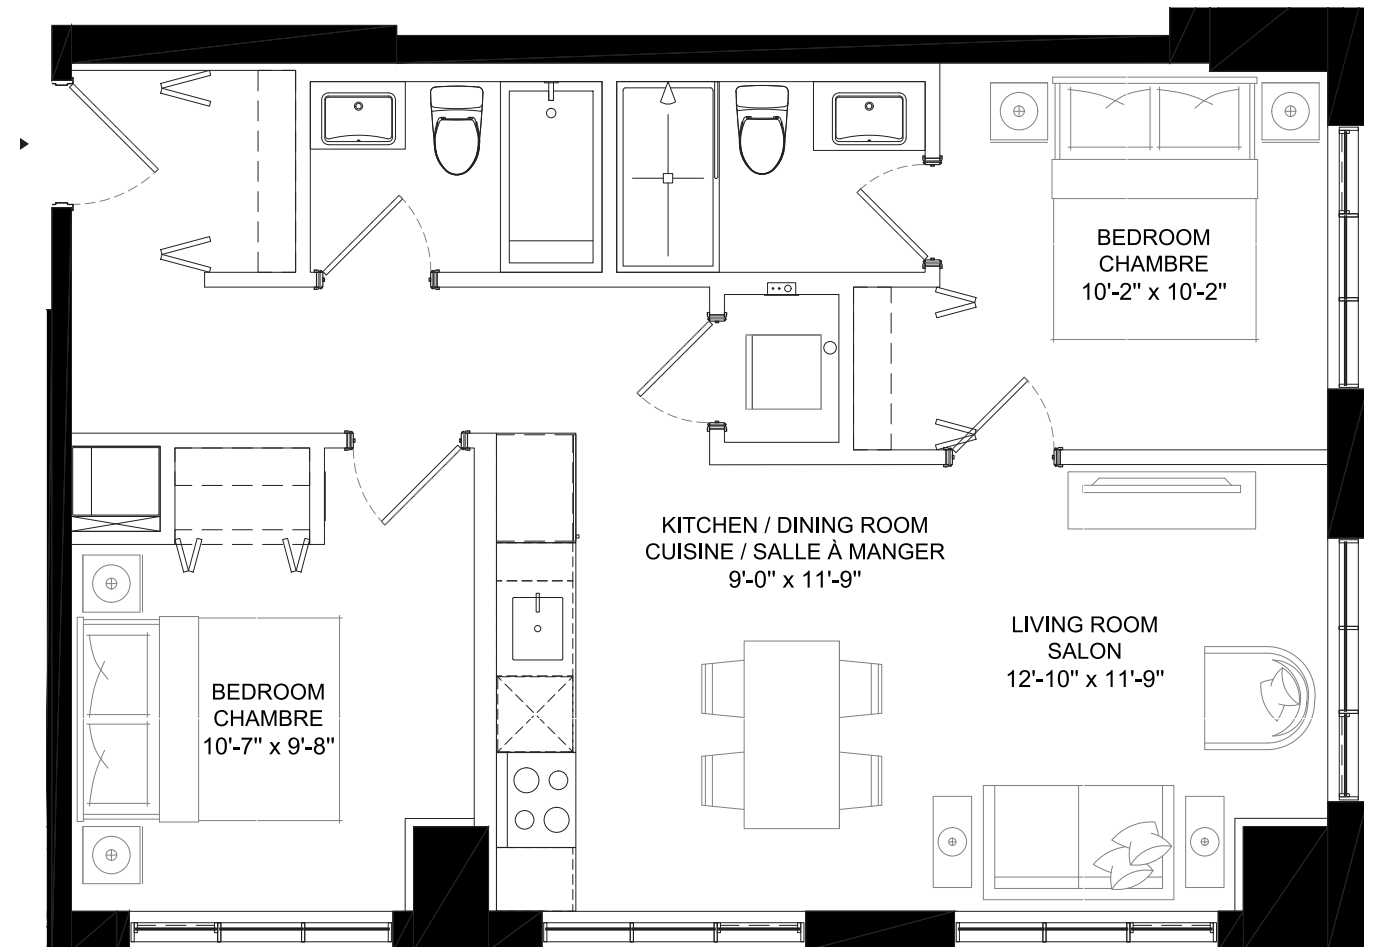 BEDROOM
CHAMBRE
10'-2" x 10'-2"
KITCHEN / DINING ROOM
CUISINE / SALLE À MANGER
9'-0" x 11'-9"
LIVING ROOM
SALON
12'-10" x 11'-9"
BEDROOM
CHAMBRE
10'-7" x 9'-8"